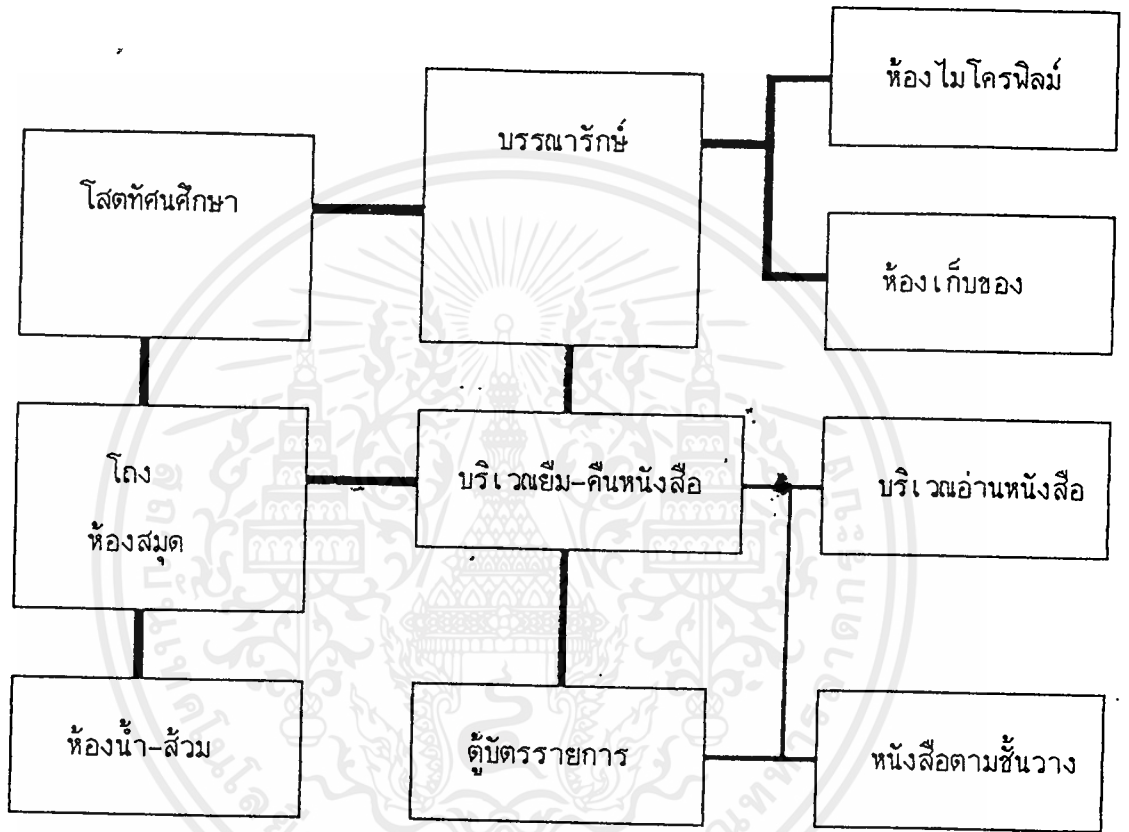 ห้องไมโครฟิลม์
บรรณารักษ์
โสตทัศนศึกษา
ห้องเก็บของ
โถง
ห้องสมุด
บริเวณยืม-คืนหนังสือ
บริเวณอ่านหนังสือ
ห้องน้ำ-ส้วม
ตู้บัตรรายการ
หนังสือตามชั้นวาง